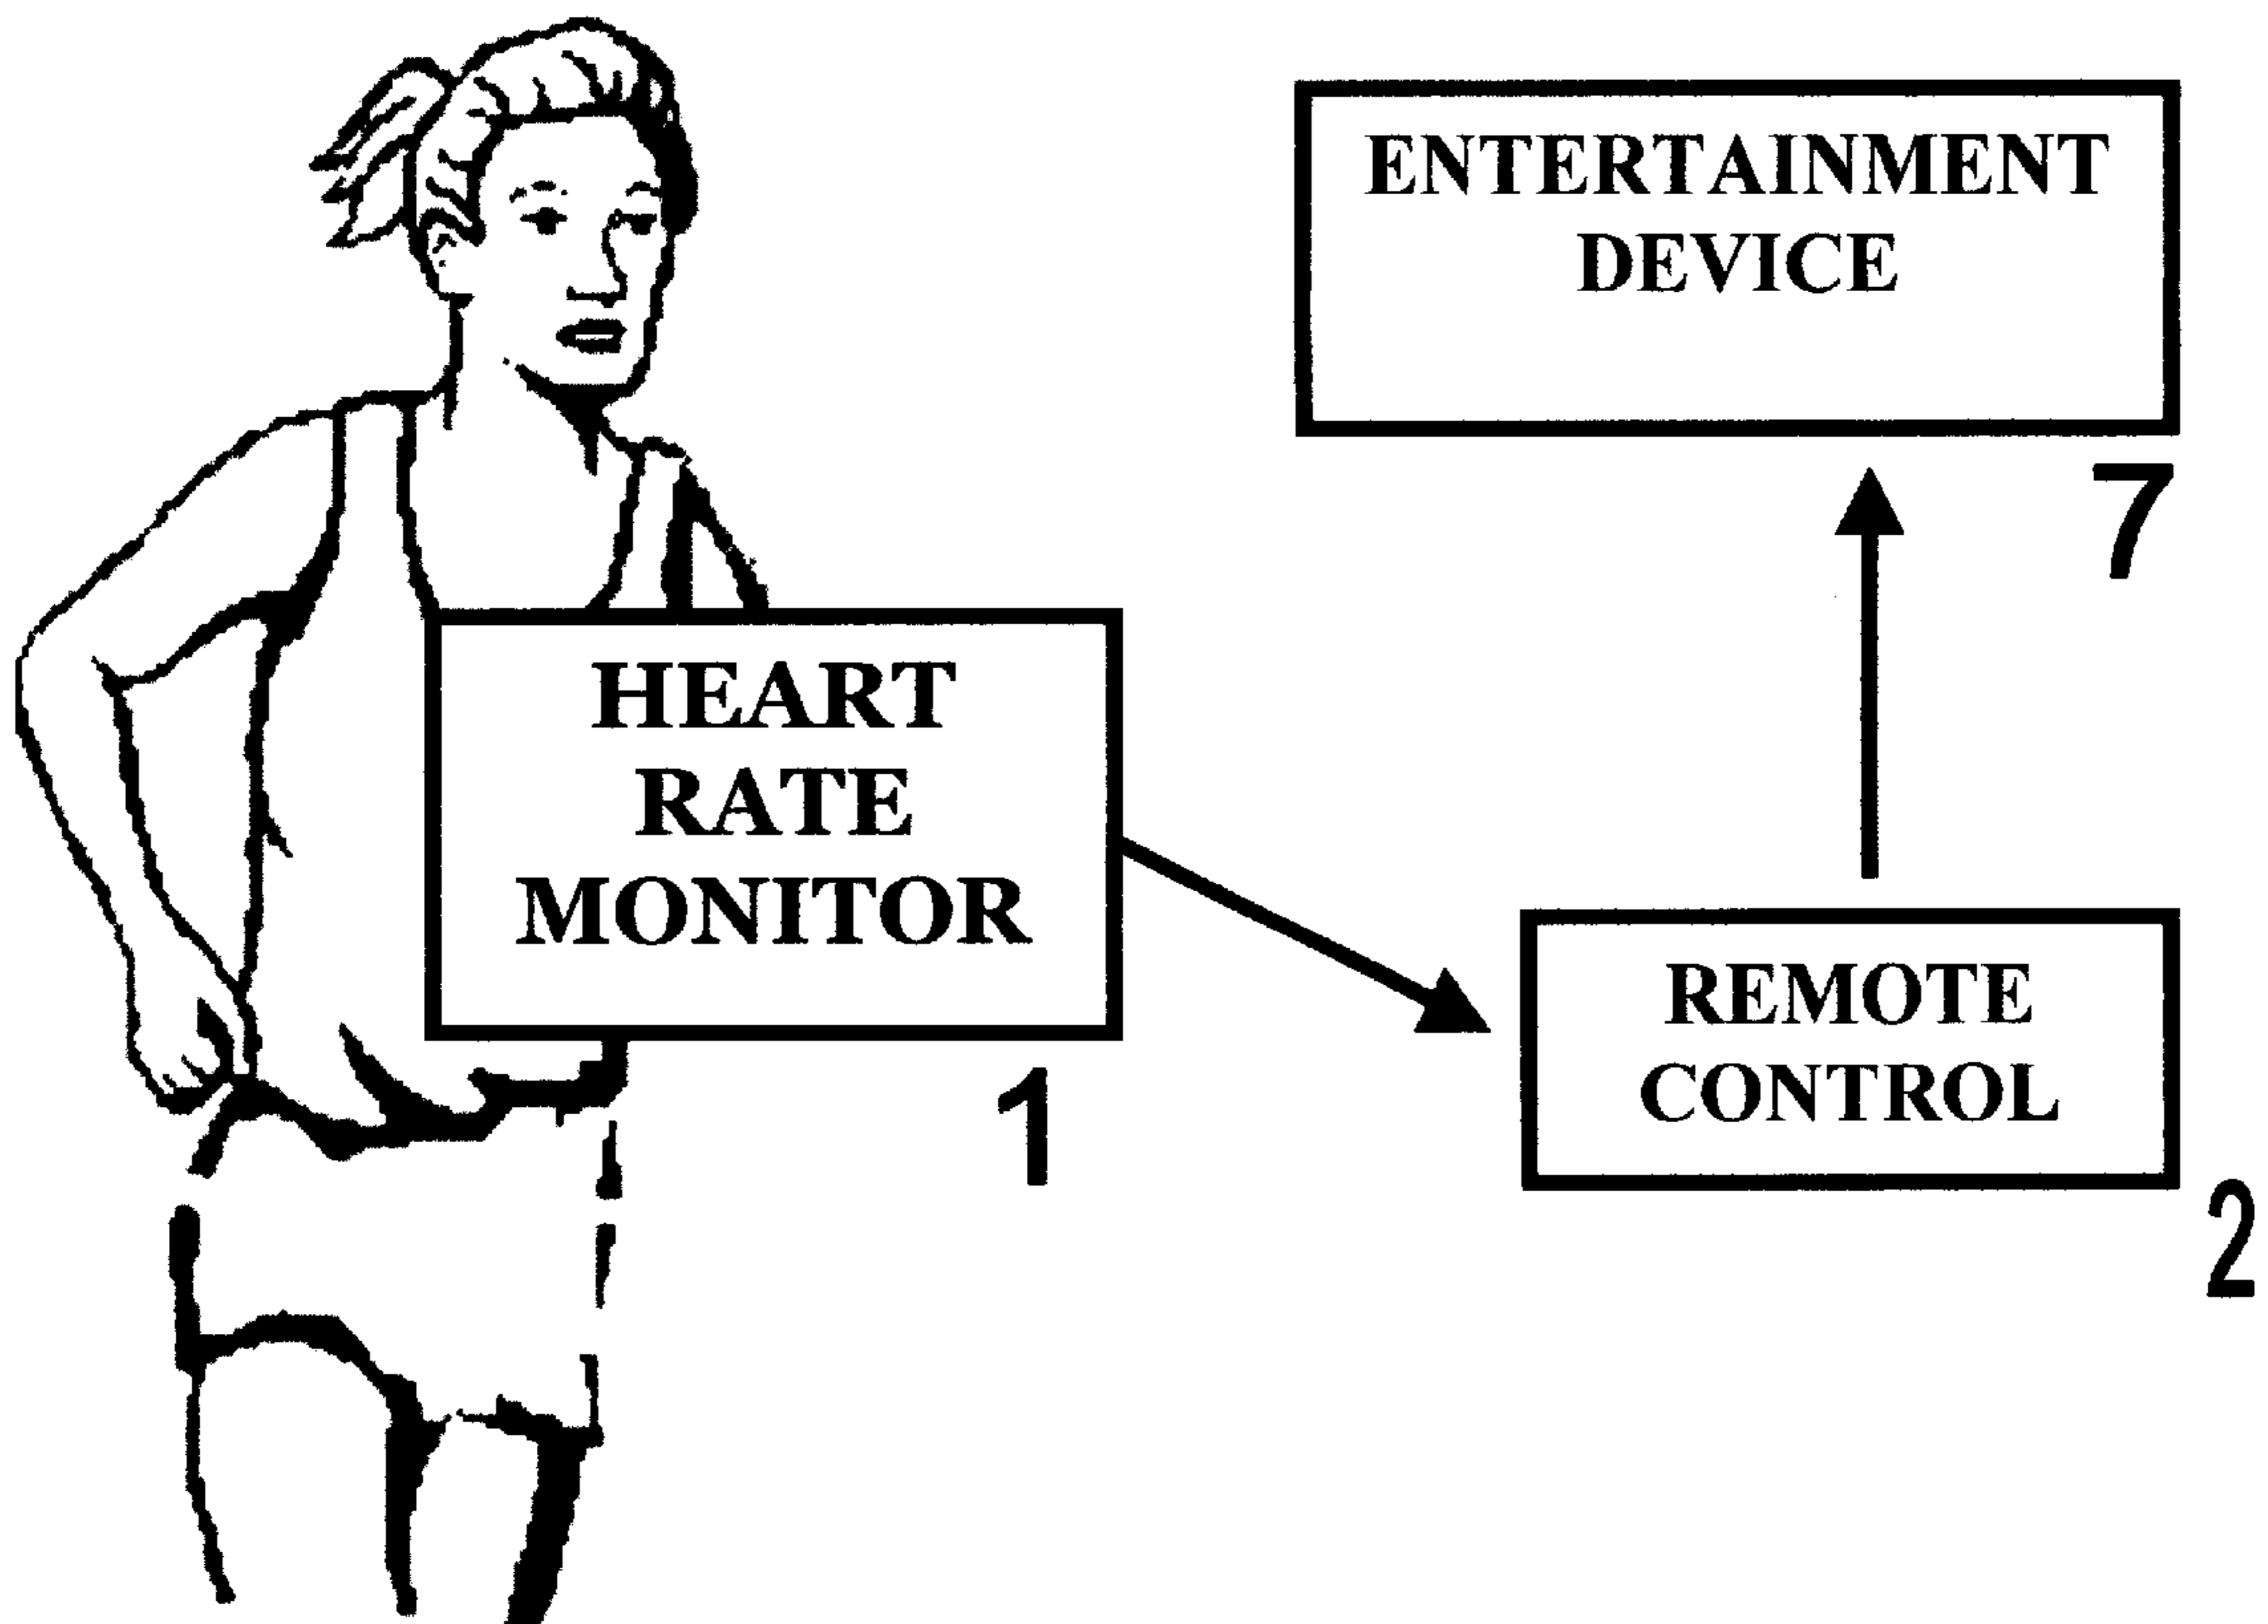 ENTERTAINMENT
DEVICE
7
HEART
RATE
MONITOR
1
REMOTE
CONTROL
2